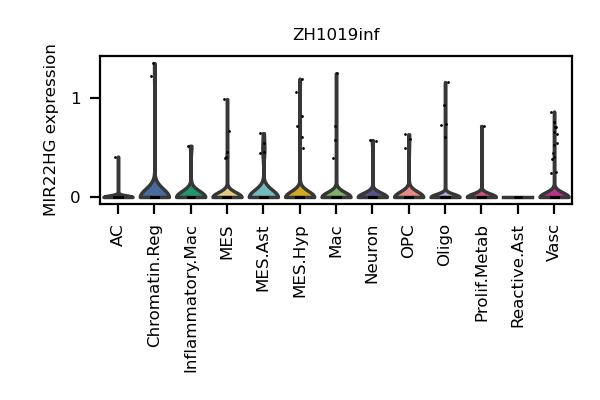 ZH1019inf
MIR22HG expression
1
0
AC
Chromatin.Reg
Inflammatory.Mac
MES
MES.Ast
MES.Hyp
Mac
Neuron
OPC
Oligo
Prolif.Metab
Reactive.Ast
Vasc